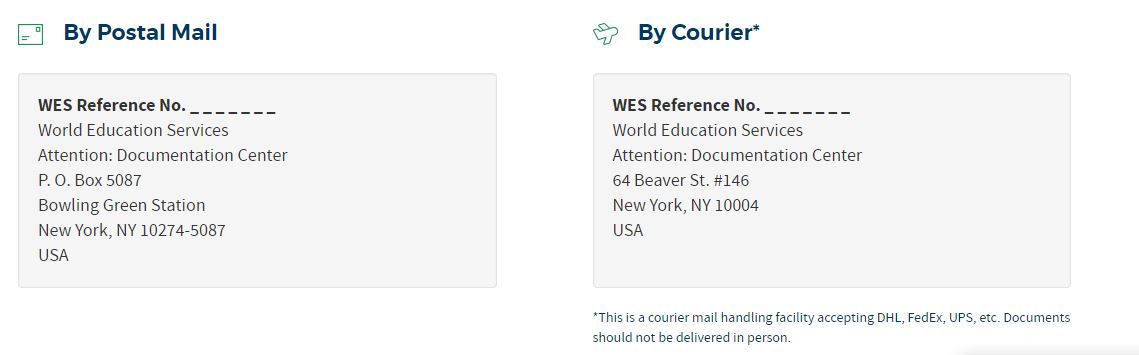 By Postal Mail
WES Reference No. _ _ _ _ _ _ _
World Education Services
Attention: Documentation Center
P. O. Box 5087
Bowling Green Station
New York, NY 10274-5087
USA
By Courier*
WES Reference No. _ _ _ _ _ _ _
World Education Services
Attention: Documentation Center
64 Beaver St. #146
New York, NY 10004
USA
*This is a courier mail handling facility accepting DHL, FedEx, UPS, etc. Documents
should not be delivered in person.